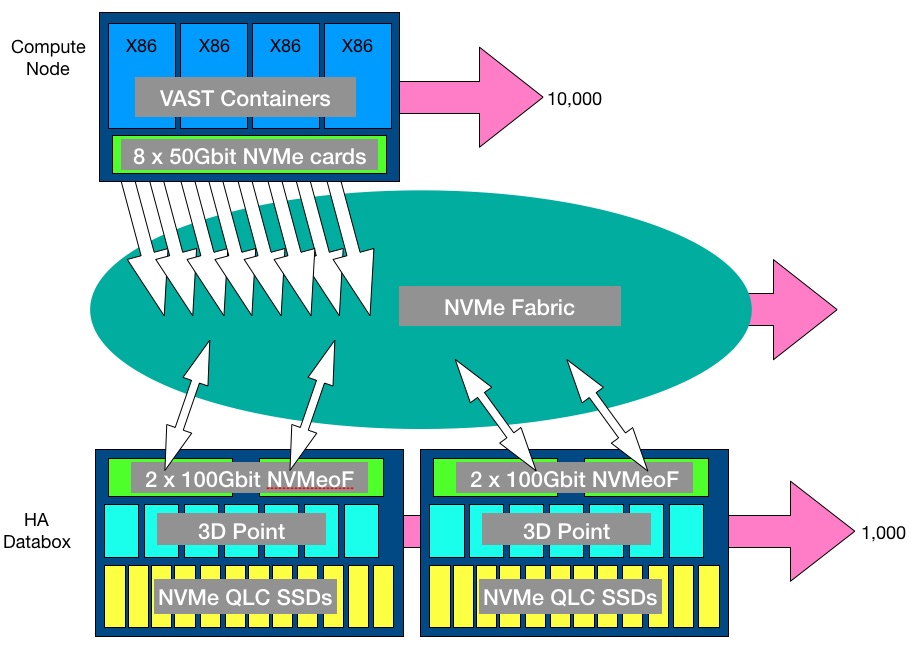 Compute
Node
X86
X86
X86
X86
VAST Containers
8 x 50Gbit NVMe cards
10,000
NVMe Fabric
HA
Databox
2 x 100Gbit NVMeoF
3D Point
NVMe QLC SSDs
2 x 100Gbit NVMeoF
3D Point
NVMe QLC SSDs
1,000